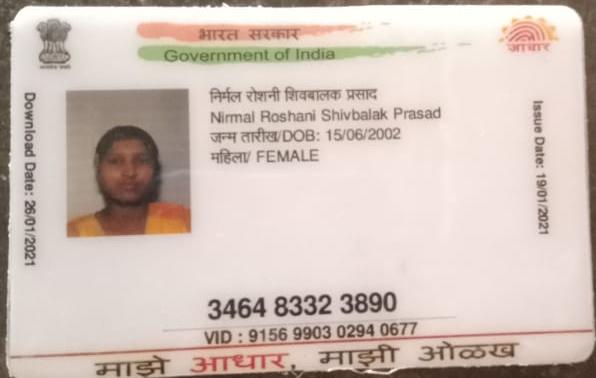 भारत सरकार
Government of India
आधार
Download Date: 26/01/2021
निर्मल रोशनी शिवबालक प्रसाद
Nirmal Roshani Shivbalak Prasad
जन्म तारीख/DOB: 15/06/2002
महिला/ FEMALE
Issue Date: 19/01/2021
3464 8332 3890
VID : 9156 9903 0294 0677
माझे आधार, माझी ओळख